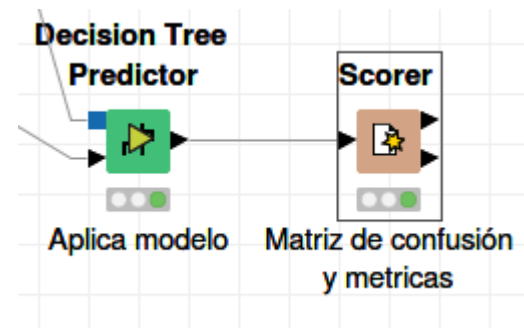 Decision Tree
Predictor
Scorer
Aplica modelo
Matriz de confusión
y metricas